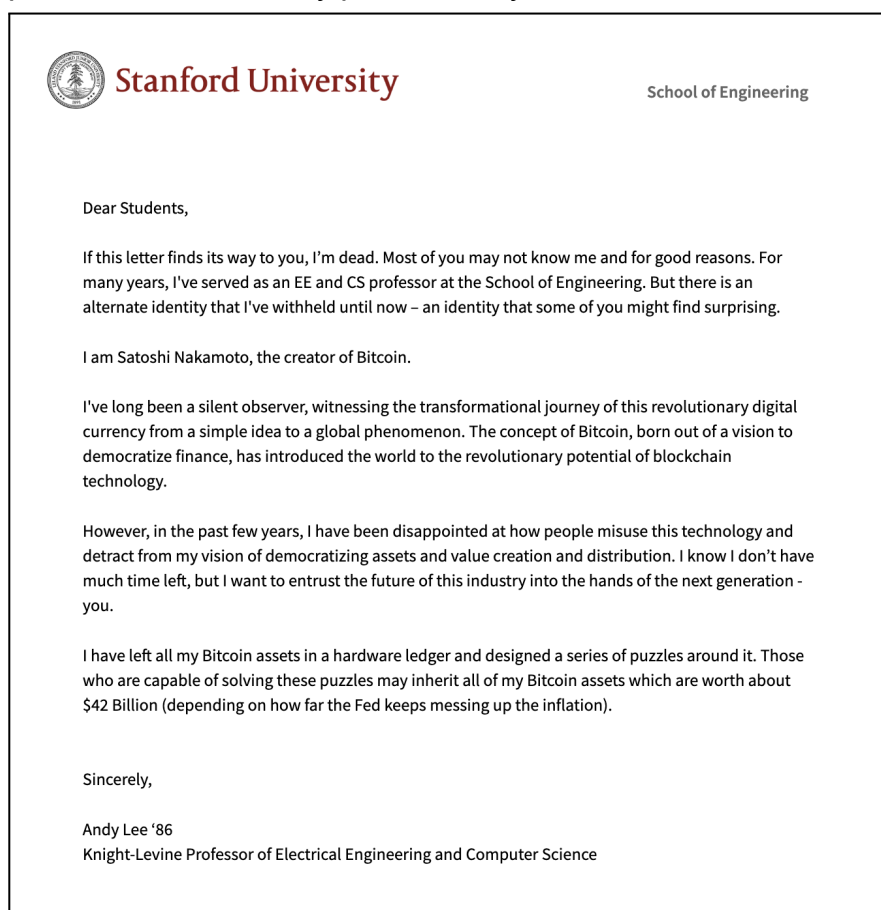 Stanford University
School of Engineering
Dear Students,
If this letter finds its way to you, I’m dead. Most of you may not know me and for good reasons. For
many years, I've served as an EE and CS professor at the School of Engineering. But there is an
alternate identity that I've withheld until now – an identity that some of you might find surprising.
I am Satoshi Nakamoto, the creator of Bitcoin.
I've long been a silent observer, witnessing the transformational journey of this revolutionary digital
currency from a simple idea to a global phenomenon. The concept of Bitcoin, born out of a vision to
democratize finance, has introduced the world to the revolutionary potential of blockchain
technology.
However, in the past few years, I have been disappointed at how people misuse this technology and
detract from my vision of democratizing assets and value creation and distribution. I know I don’t have
much time left, but I want to entrust the future of this industry into the hands of the next generation -
you.
I have left all my Bitcoin assets in a hardware ledger and designed a series of puzzles around it. Those
who are capable of solving these puzzles may inherit all of my Bitcoin assets which are worth about
$42 Billion (depending on how far the Fed keeps messing up the inflation).
Sincerely,
Andy Lee ‘86
Knight-Levine Professor of Electrical Engineering and Computer Science